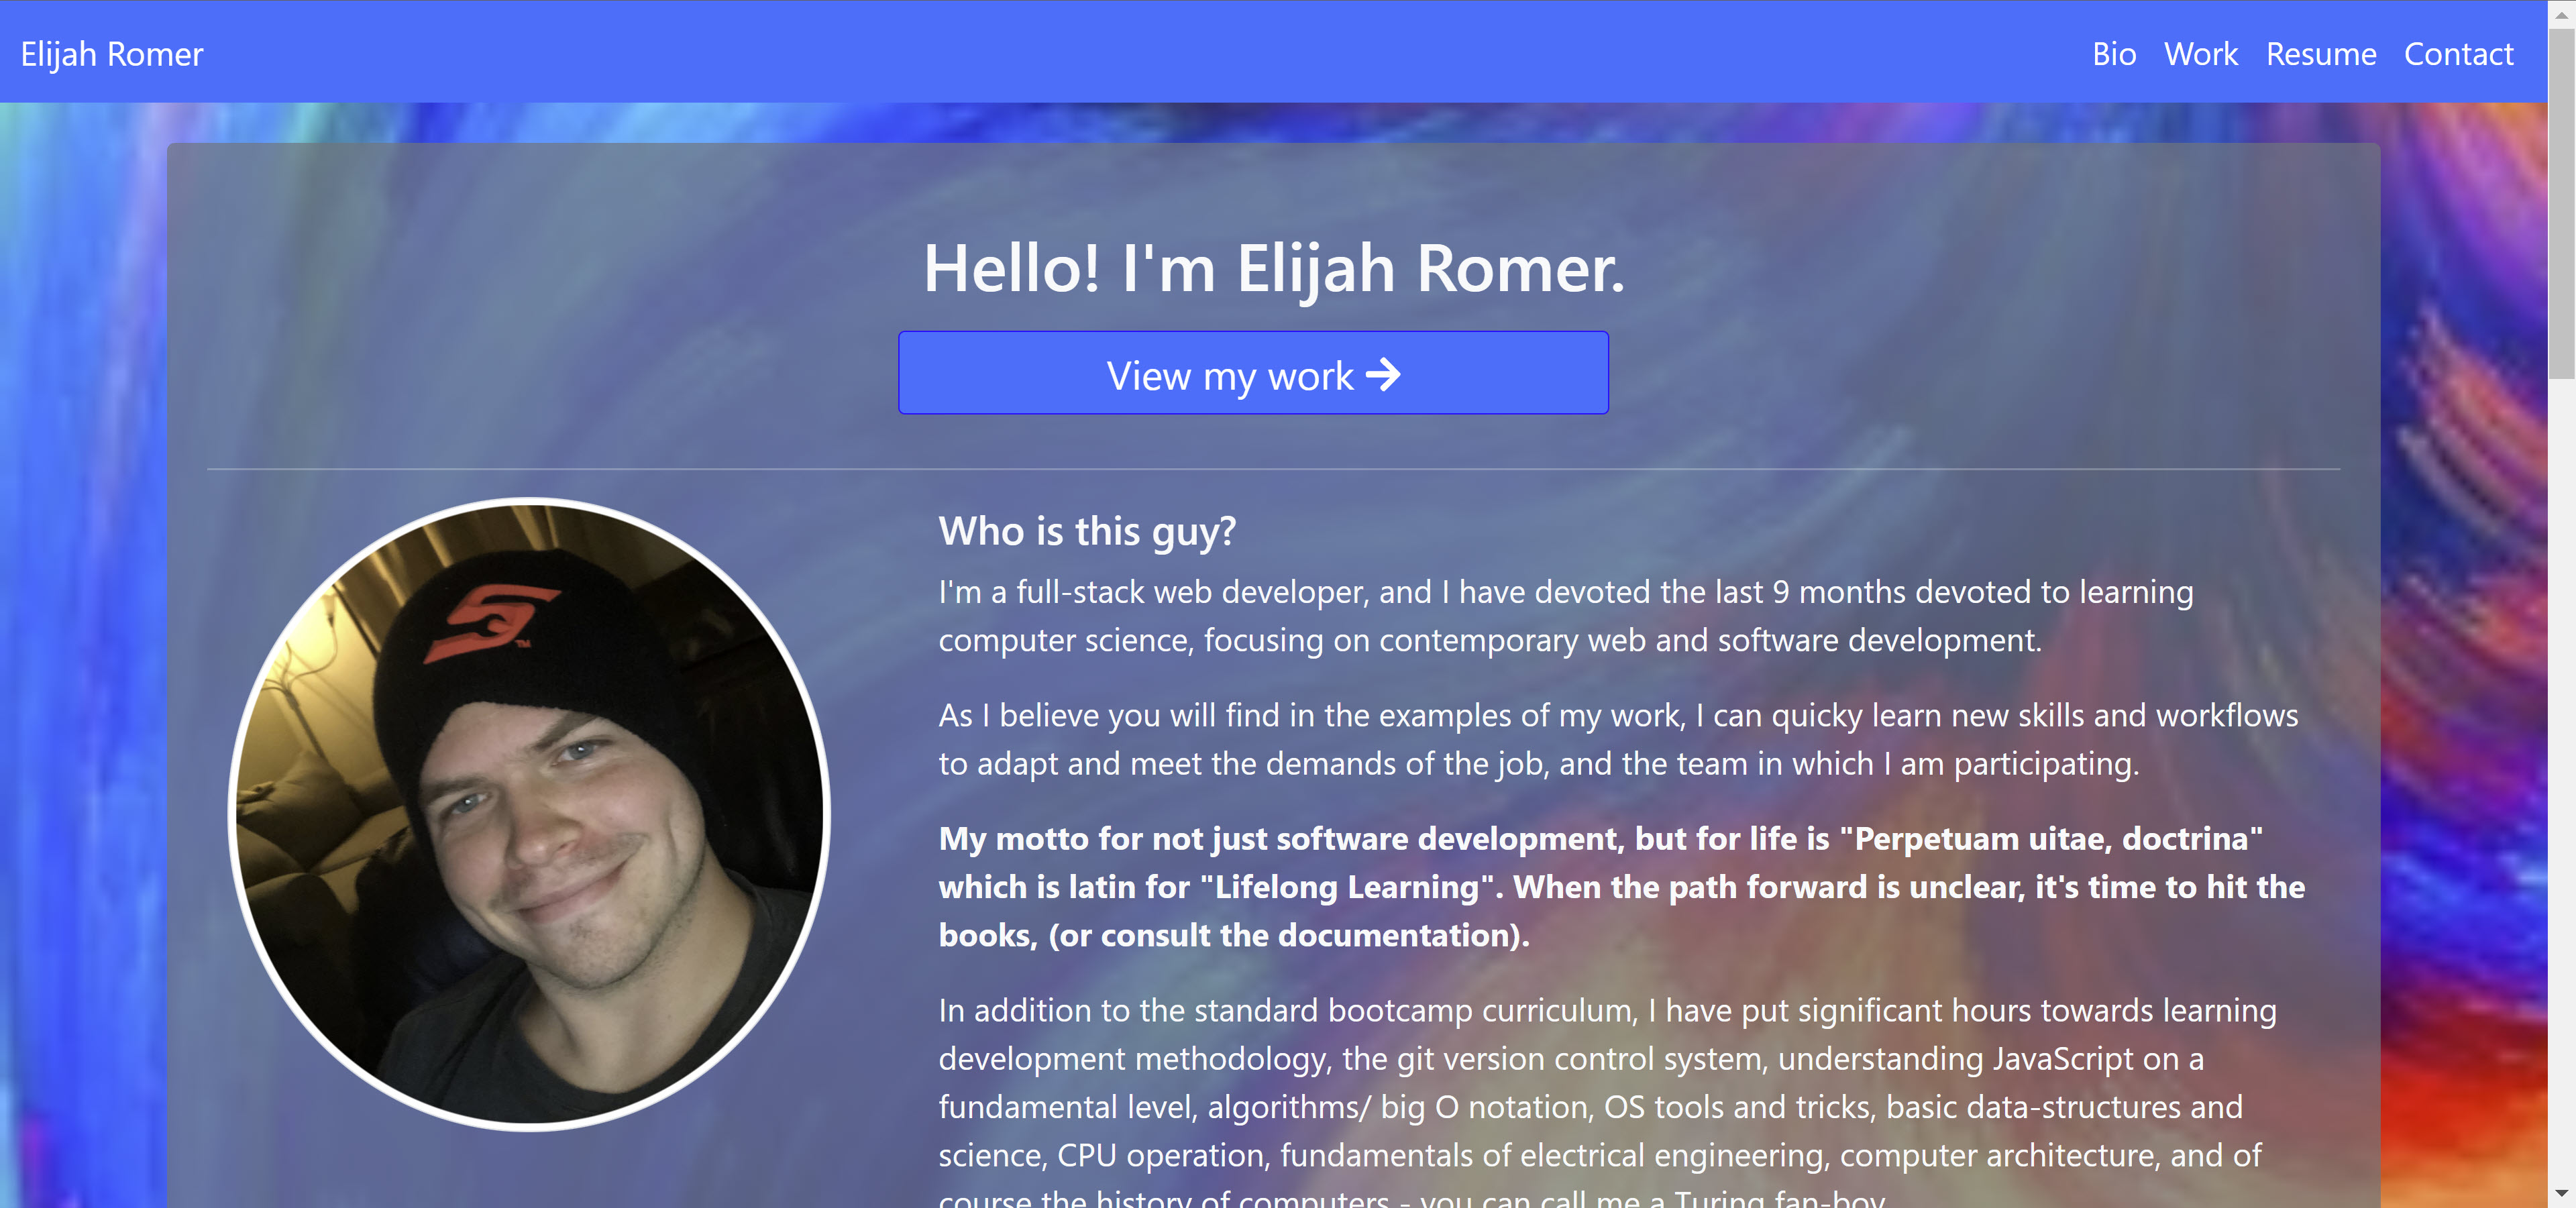 Elijah Romer
Bio Work Resume Contact
Hello! I'm Elijah Romer.
View my work
Who is this guy?
I'm a full-stack web developer, and I have devoted the last 9 months devoted to learning
computer science, focusing on contemporary web and software development.
As I believe you will find in the examples of my work, I can quicky learn new skills and workflows
to adapt and meet the demands of the job, and the team in which I am participating.
My motto for not just software development, but for life is "Perpetuam uitae, doctrina"
which is latin for "Lifelong Learning". When the path forward is unclear, it's time to hit the
books, (or consult the documentation).
In addition to the standard bootcamp curriculum, I have put significant hours towards learning
development methodology, the git version control system, understanding JavaScript on a
fundamental level, algorithms/ big O notation, OS tools and tricks, basic data-structures and
science, CPU operation, fundamentals of electrical engineering, computer architecture, and of
course the history of computers - you can call me a Turing fan-boy